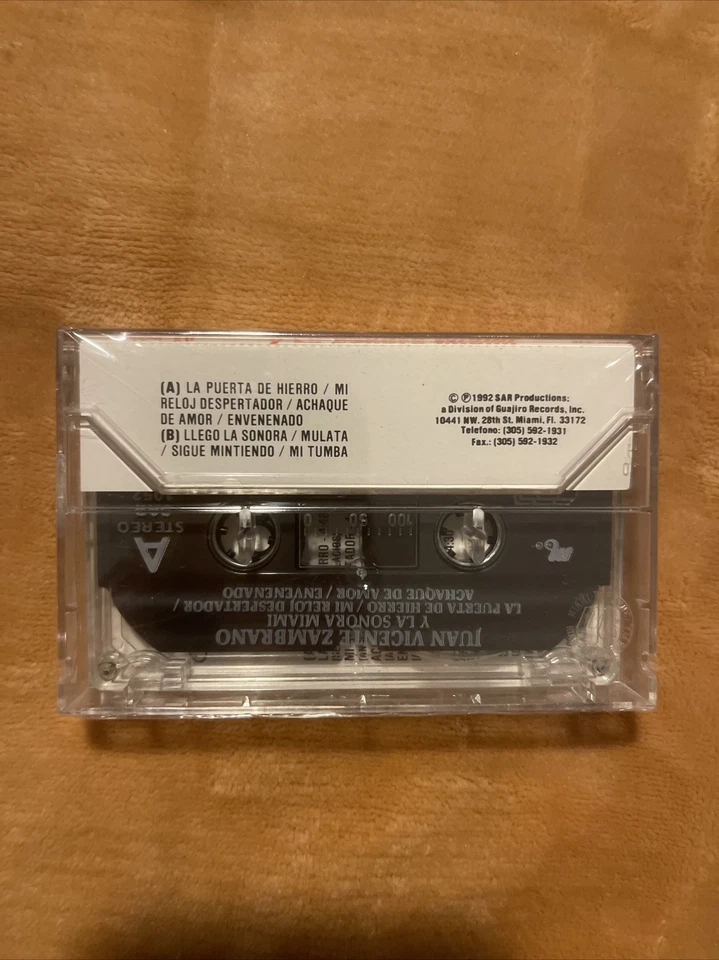 (A) LA PUERTA DE HIERRO / MI
RELOJ DESPERTADOR / ACHAQUE
DE AMOR / ENVENENADO
(B) LLEGO LA SONORA / MULATA
/ SIGUE MINTIENDO / MI TUMBA
© ℗ 1992 SAR Productions:
a Division of Guajiro Records, Inc.
10441 NW. 28th St. Miami, Fl. 33172
Telefono: (305) 592-1931
Fax.: (305) 592-1932
JUAN VICENTE ZAMBRANO
Y LA SONORA MIAMI
LA PUERTA DE HIERRO / MI RELOJ DESPERTADOR /
ACHAQUE DE AMOR / ENVENENADO
A
STEREO
0 50 100